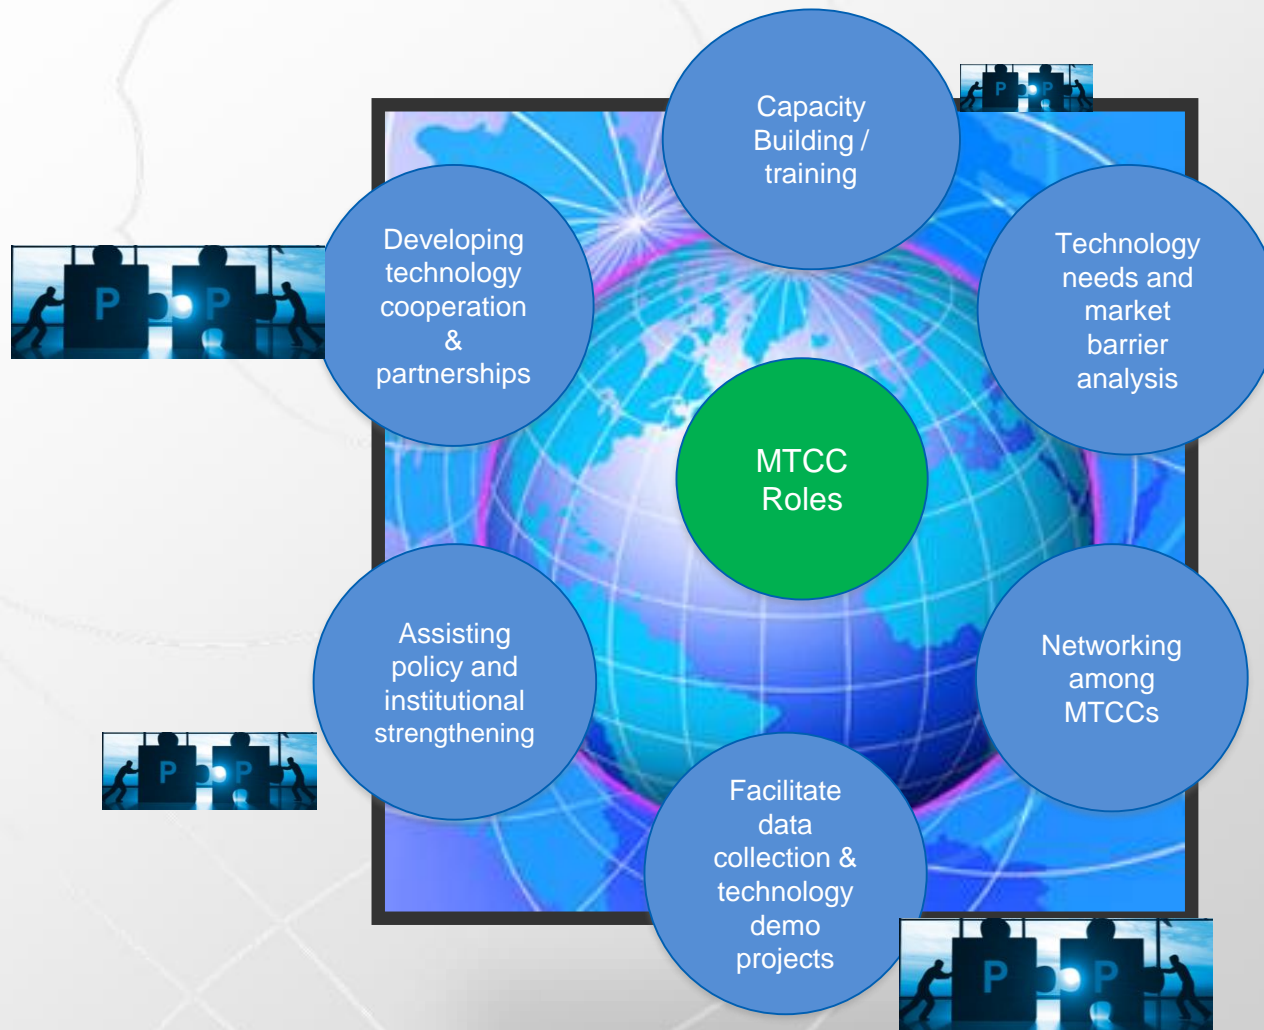 Capacity
Building /
training
P P
Developing
technology
cooperation
&
partnerships
P P
Technology
needs and
market
barrier
analysis
MTCC
Roles
Assisting
policy and
institutional
strengthening
P P
Networking
among
MTCCs
Facilitate
data
collection &
technology
demo
projects
P P